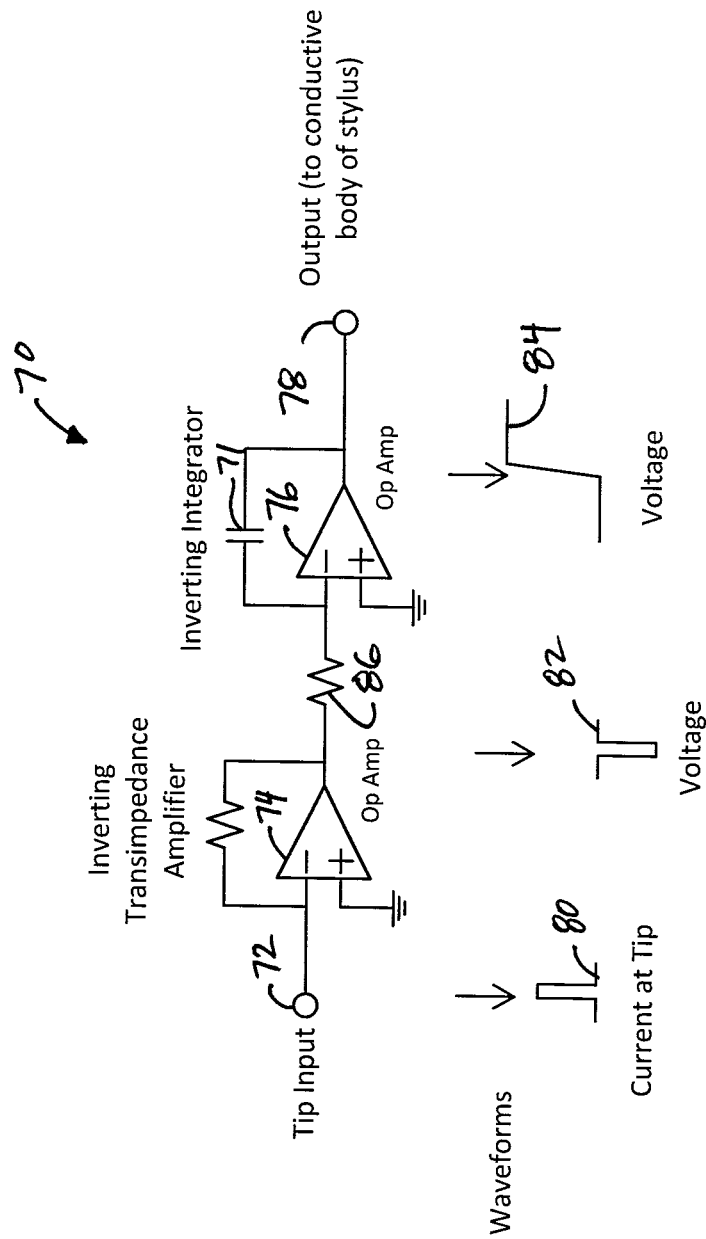 70
Inverting
Transimpedance
Amplifier
Inverting Integrator
71
72
74
76
78
Tip Input
−
+
−
+
86
Op Amp
Op Amp
Output (to conductive
body of stylus)
Waveforms
80
82
84
Current at Tip
Voltage
Voltage